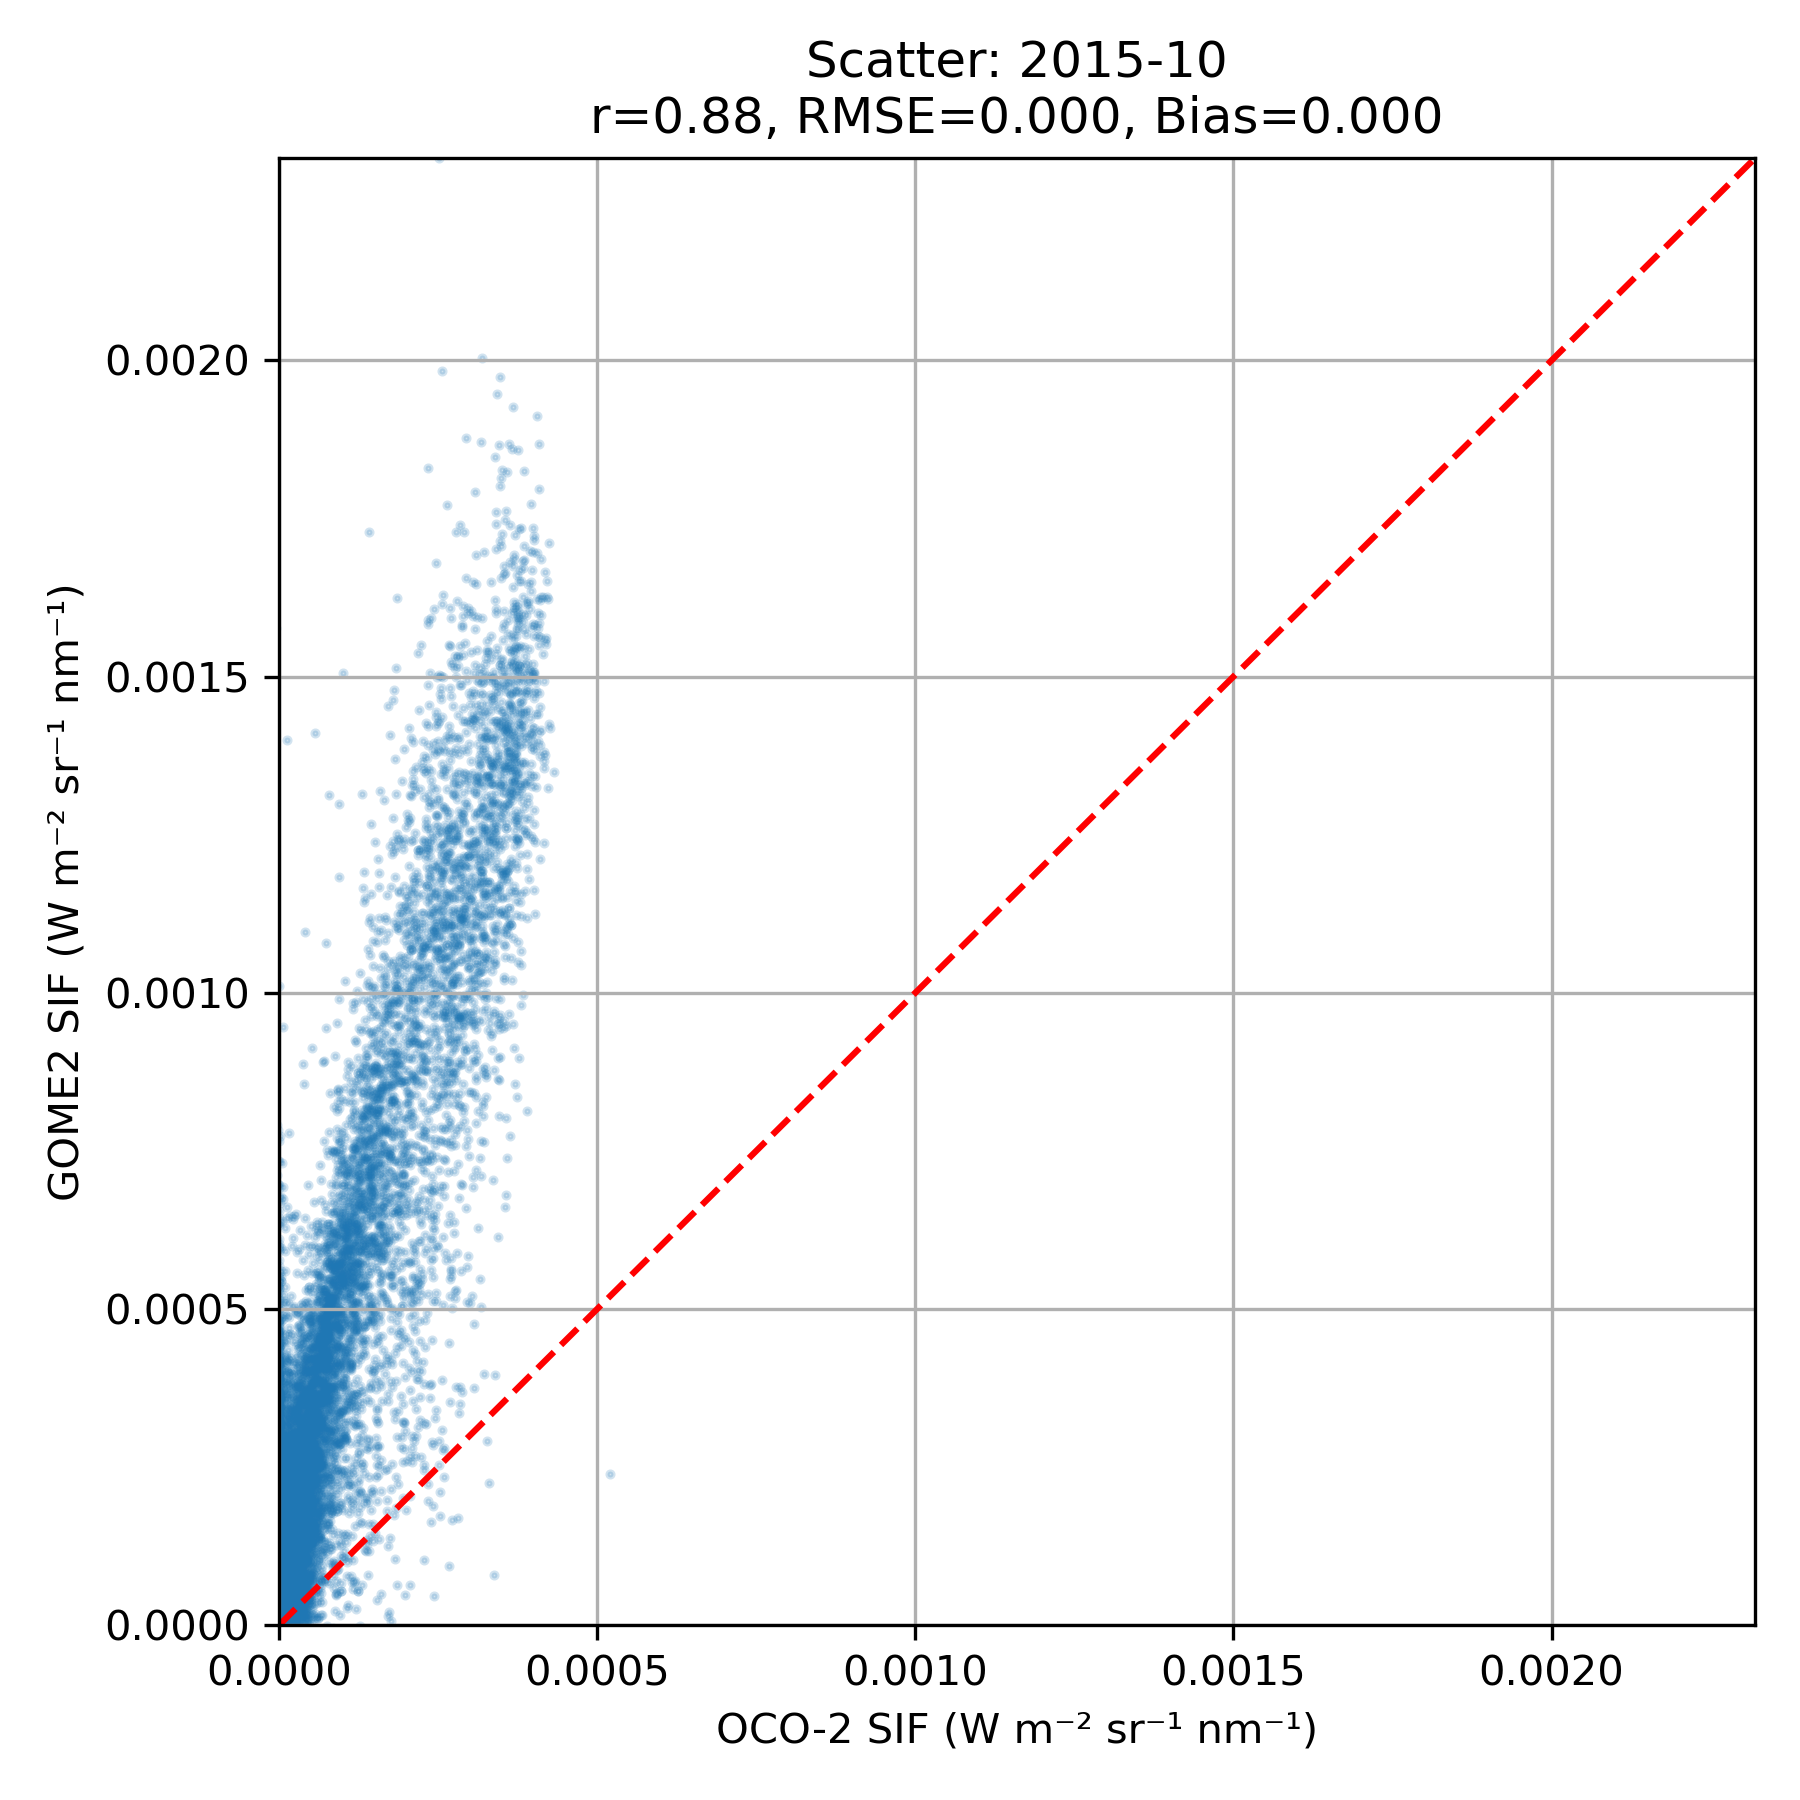 Scatter: 2015-10
r=0.88, RMSE=0.000, Bias=0.000
0.0020
0.0015
0.0010
0.0005
0.0000
GOME2 SIF (W m⁻² sr⁻¹ nm⁻¹)
0.0000 0.0005 0.0010 0.0015 0.0020
OCO-2 SIF (W m⁻² sr⁻¹ nm⁻¹)